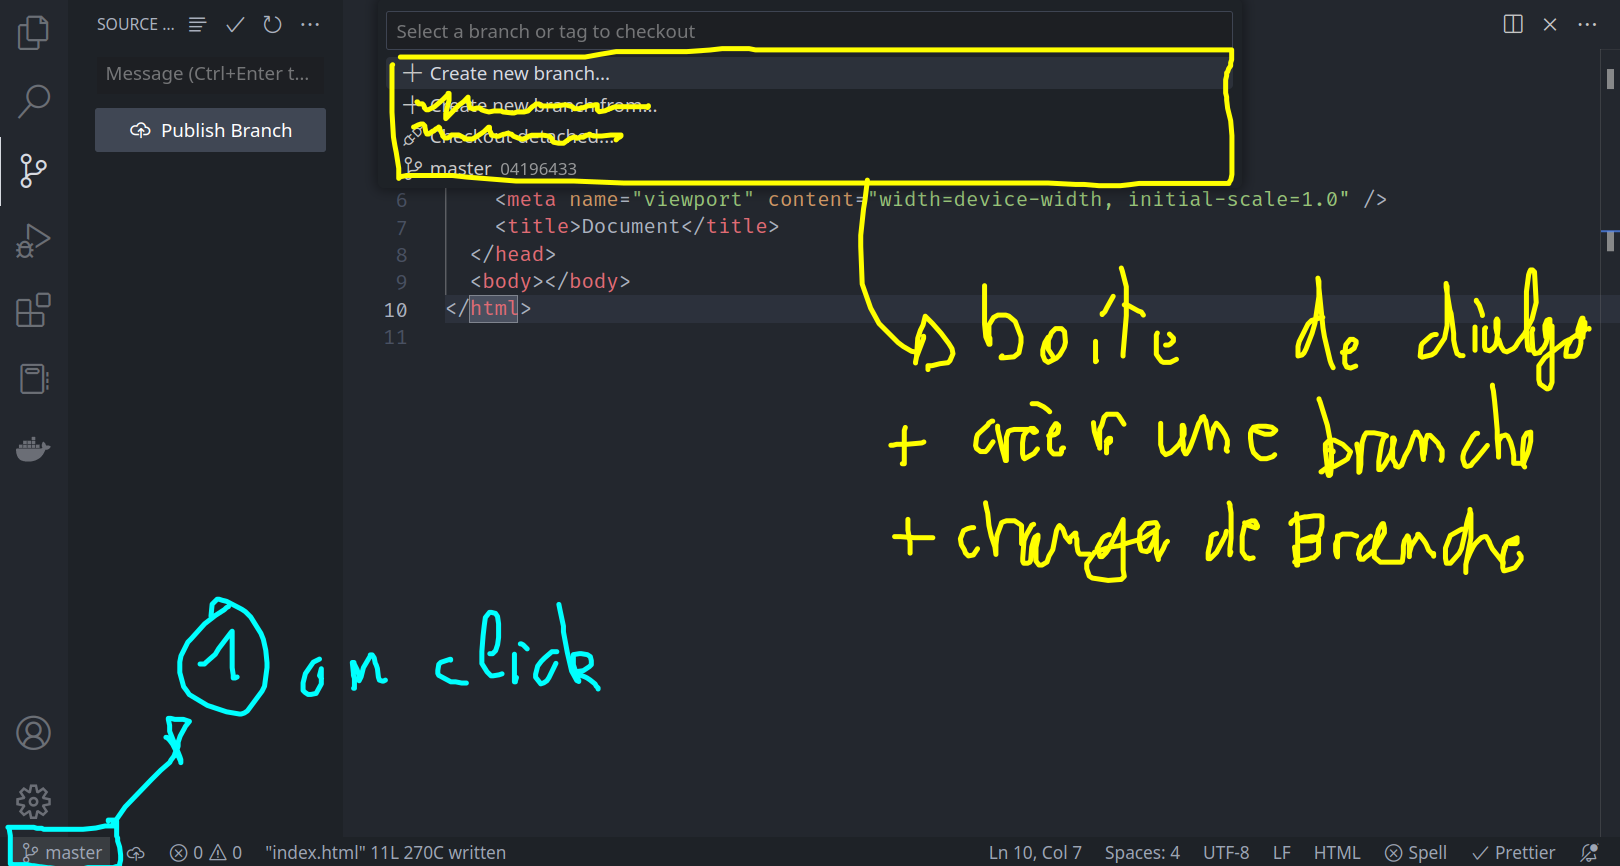 SOURCE ...
Message (Ctrl+Enter t...
Publish Branch
Select a branch or tag to checkout
Create new branch...
Create new branch from...
Checkout detached...
master 04196433
6 <meta name="viewport" content="width=device-width, initial-scale=1.0" />
7 <title>Document</title>
8 </head>
9 <body></body>
10 </html>
11
boîte de dialgo
+ créer une branche
+ changer de Branche
1 on click
master 0 0 "index.html" 11L 270C written Ln 10, Col 7 Spaces: 4 UTF-8 LF HTML Spell Prettier